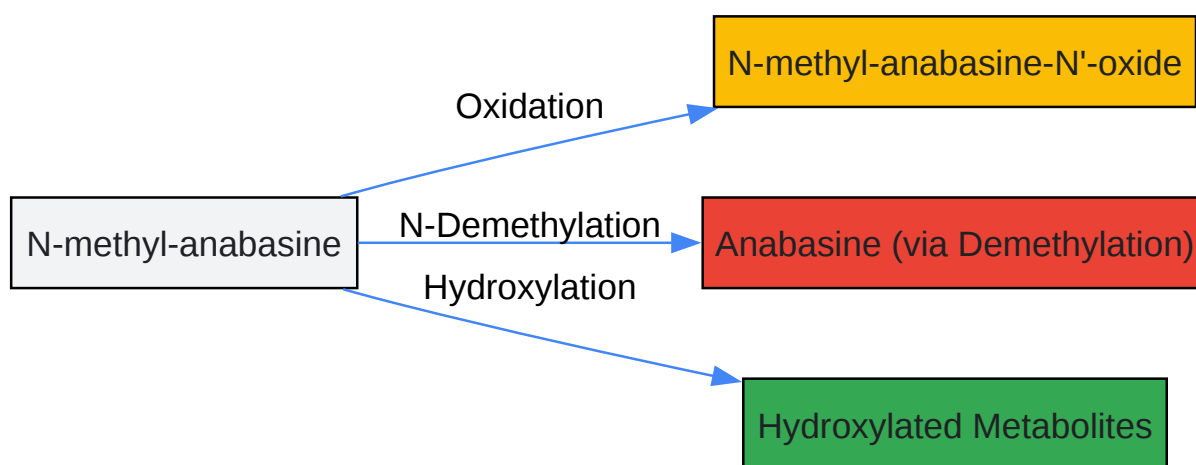 N-methyl-anabasine-N'-oxide
Oxidation
N-methyl-anabasine
N-Demethylation
Anabasine (via Demethylation)
Hydroxylation
Hydroxylated Metabolites